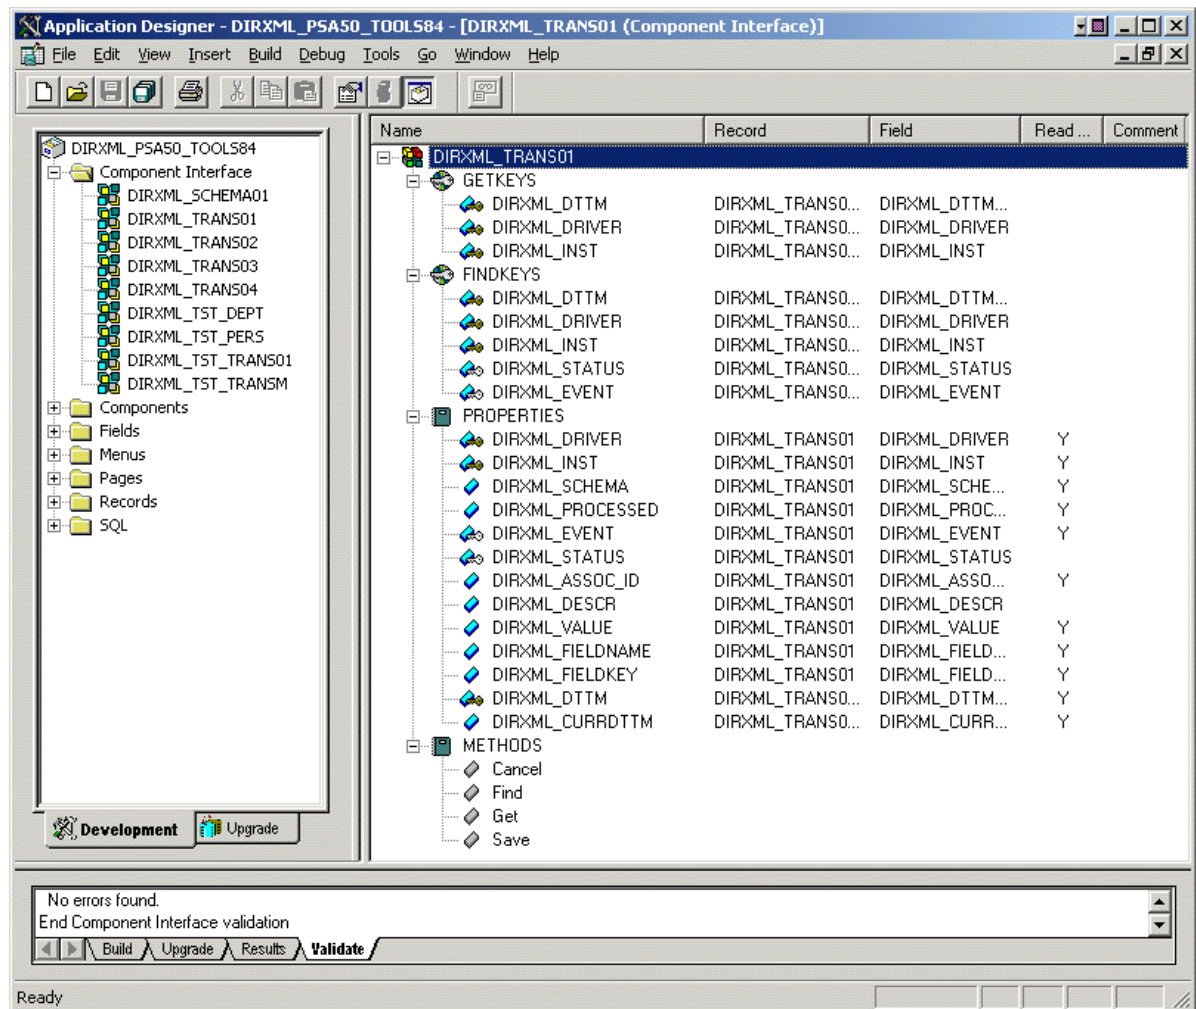 Application Designer - DIRXML_PSA50_TOOLS84 - [DIRXML_TRANS01 (Component Interface)]
File Edit View Insert Build Debug Tools Go Window Help
DIRXML_PSA50_TOOLS84
Component Interface
DIRXML_SCHEMA01
DIRXML_TRANS01
DIRXML_TRANS02
DIRXML_TRANS03
DIRXML_TRANS04
DIRXML_TST_DEPT
DIRXML_TST_PERS
DIRXML_TST_TRANS01
DIRXML_TST_TRANSM
Components
Fields
Menus
Pages
Records
SQL
Development Upgrade
Name Record Field Read ... Comment
DIRXML_TRANS01
GETKEYS
DIRXML_DTTM DIRXML_TRANS0... DIRXML_DTTM...
DIRXML_DRIVER DIRXML_TRANS0... DIRXML_DRIVER
DIRXML_INST DIRXML_TRANS0... DIRXML_INST
FINDKEYS
DIRXML_DTTM DIRXML_TRANS0... DIRXML_DTTM...
DIRXML_DRIVER DIRXML_TRANS0... DIRXML_DRIVER
DIRXML_INST DIRXML_TRANS0... DIRXML_INST
DIRXML_STATUS DIRXML_TRANS0... DIRXML_STATUS
DIRXML_EVENT DIRXML_TRANS0... DIRXML_EVENT
PROPERTIES
DIRXML_DRIVER DIRXML_TRANS01 DIRXML_DRIVER Y
DIRXML_INST DIRXML_TRANS01 DIRXML_INST Y
DIRXML_SCHEMA DIRXML_TRANS01 DIRXML_SCHE... Y
DIRXML_PROCESSED DIRXML_TRANS01 DIRXML_PROC... Y
DIRXML_EVENT DIRXML_TRANS01 DIRXML_EVENT Y
DIRXML_STATUS DIRXML_TRANS01 DIRXML_STATUS
DIRXML_ASSOC_ID DIRXML_TRANS01 DIRXML_ASSO... Y
DIRXML_DESCR DIRXML_TRANS01 DIRXML_DESCR
DIRXML_VALUE DIRXML_TRANS01 DIRXML_VALUE Y
DIRXML_FIELDNAME DIRXML_TRANS01 DIRXML_FIELD... Y
DIRXML_FIELDKEY DIRXML_TRANS01 DIRXML_FIELD... Y
DIRXML_DTTM DIRXML_TRANS0... DIRXML_DTTM... Y
DIRXML_CURRDTTM DIRXML_TRANS0... DIRXML_CURR... Y
METHODS
Cancel
Find
Get
Save
No errors found.
End Component Interface validation
Build Upgrade Results Validate
Ready